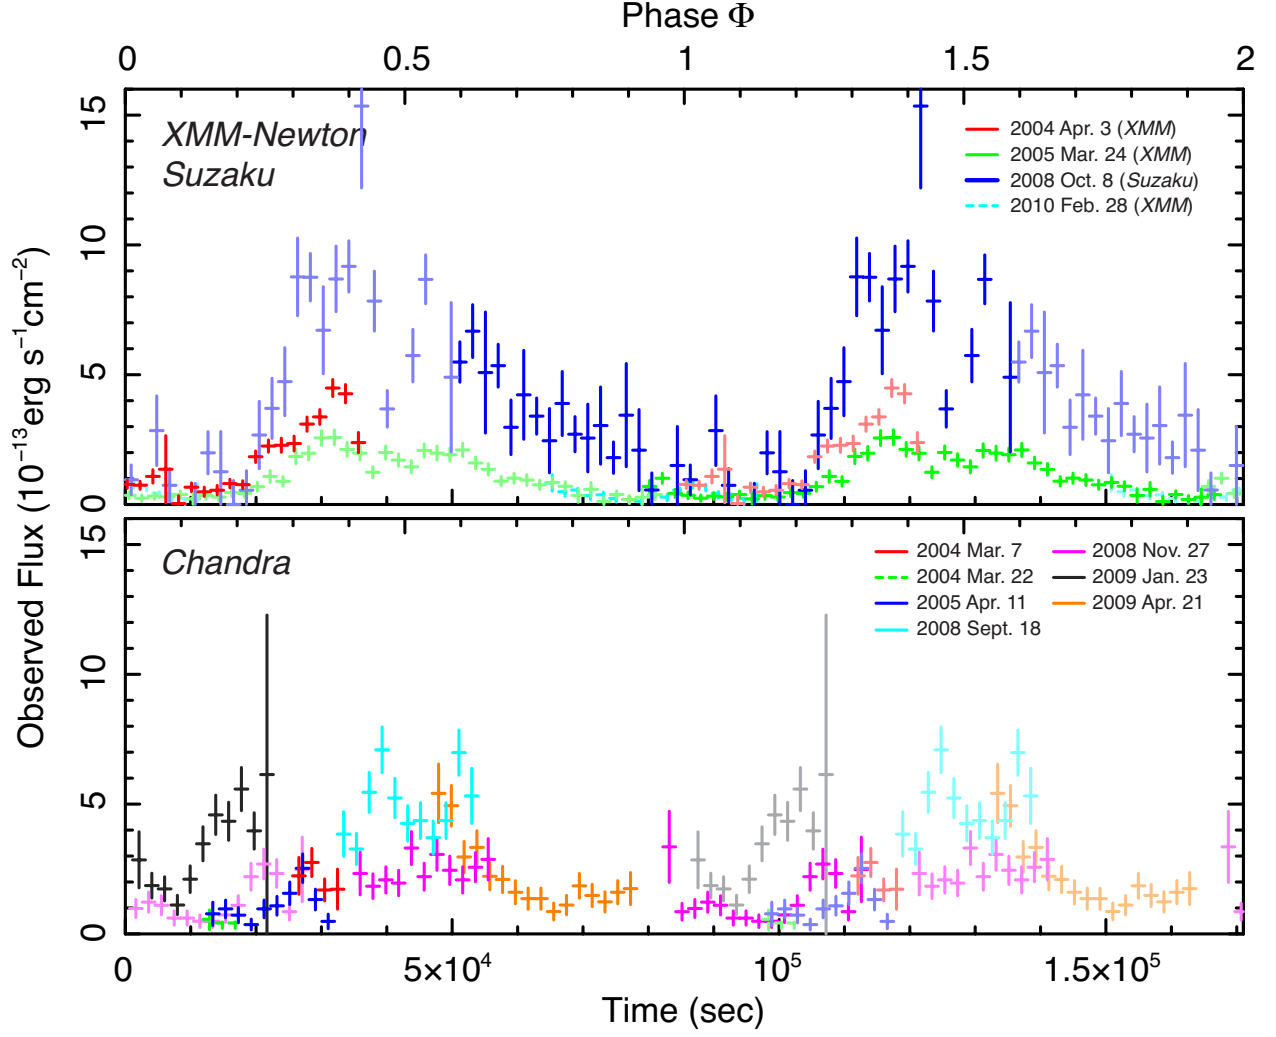 Phase Φ
0 0.5 1 1.5 2
15
10
5
0
XMM-Newton
Suzaku
2004 Apr. 3 (XMM)
2005 Mar. 24 (XMM)
2008 Oct. 8 (Suzaku)
2010 Feb. 28 (XMM)
Observed Flux (10⁻¹³erg s⁻¹cm⁻²)
15
10
5
0
Chandra
2004 Mar. 7
2004 Mar. 22
2005 Apr. 11
2008 Sept. 18
2008 Nov. 27
2009 Jan. 23
2009 Apr. 21
0 5×10⁴ 10⁵ 1.5×10⁵
Time (sec)